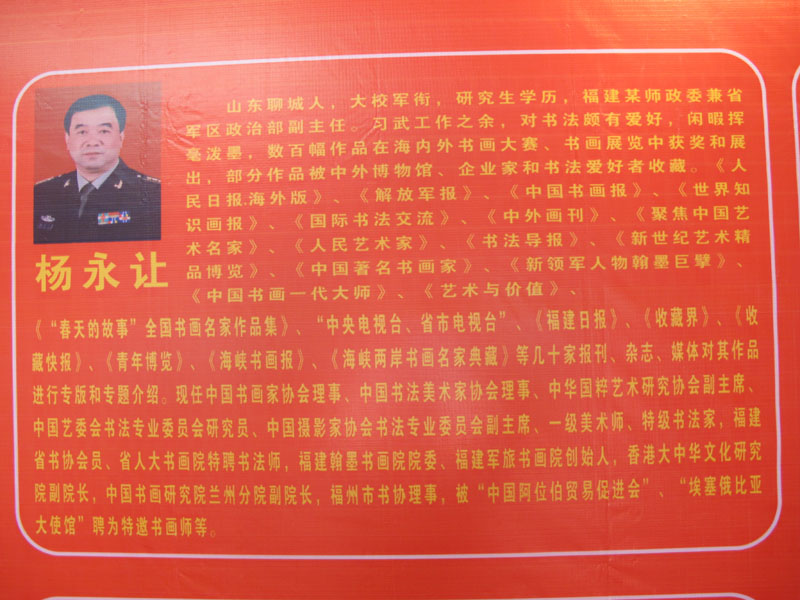 山东聊城人，大校军衔，研究生学历，福建某师政委兼省
军区政治部副主任。习武工作之余，对书法颇有爱好，闲暇挥
毫泼墨，数百幅作品在海内外书画大赛、书画展览中获奖和展
出，部分作品被中外博物馆、企业家和书法爱好者收藏。《人
民日报.海外版》、《解放军报》、《中国书画报》、《世界知
识画报》、《国际书法交流》、《中外画刊》、《聚焦中国艺
术名家》、《人民艺术家》、《书法导报》、《新世纪艺术精
品博览》、《中国著名书画家》、《新领军人物翰墨巨擘》、
《中国书画一代大师》、《艺术与价值》、
杨永让
《“春天的故事”全国书画名家作品集》、“中央电视台、省市电视台”、《福建日报》、《收藏界》、《收
藏快报》、《青年博览》、《海峡书画报》、《海峡两岸书画名家典藏》等几十家报刊、杂志、媒体对其作品
进行专版和专题介绍。现任中国书画家协会理事、中国书法美术家协会理事、中华国粹艺术研究协会副主席、
中国艺委会书法专业委员会研究员、中国摄影家协会书法专业委员会副主席、一级美术师、特级书法家，福建
省书协会员、省人大书画院特聘书法师，福建翰墨书画院院委、福建军旅书画院创始人，香港大中华文化研究
院副院长，中国书画研究院兰州分院副院长，福州市书协理事，被“中国阿位伯贸易促进会”、“埃塞俄比亚
大使馆”聘为特邀书画师等。